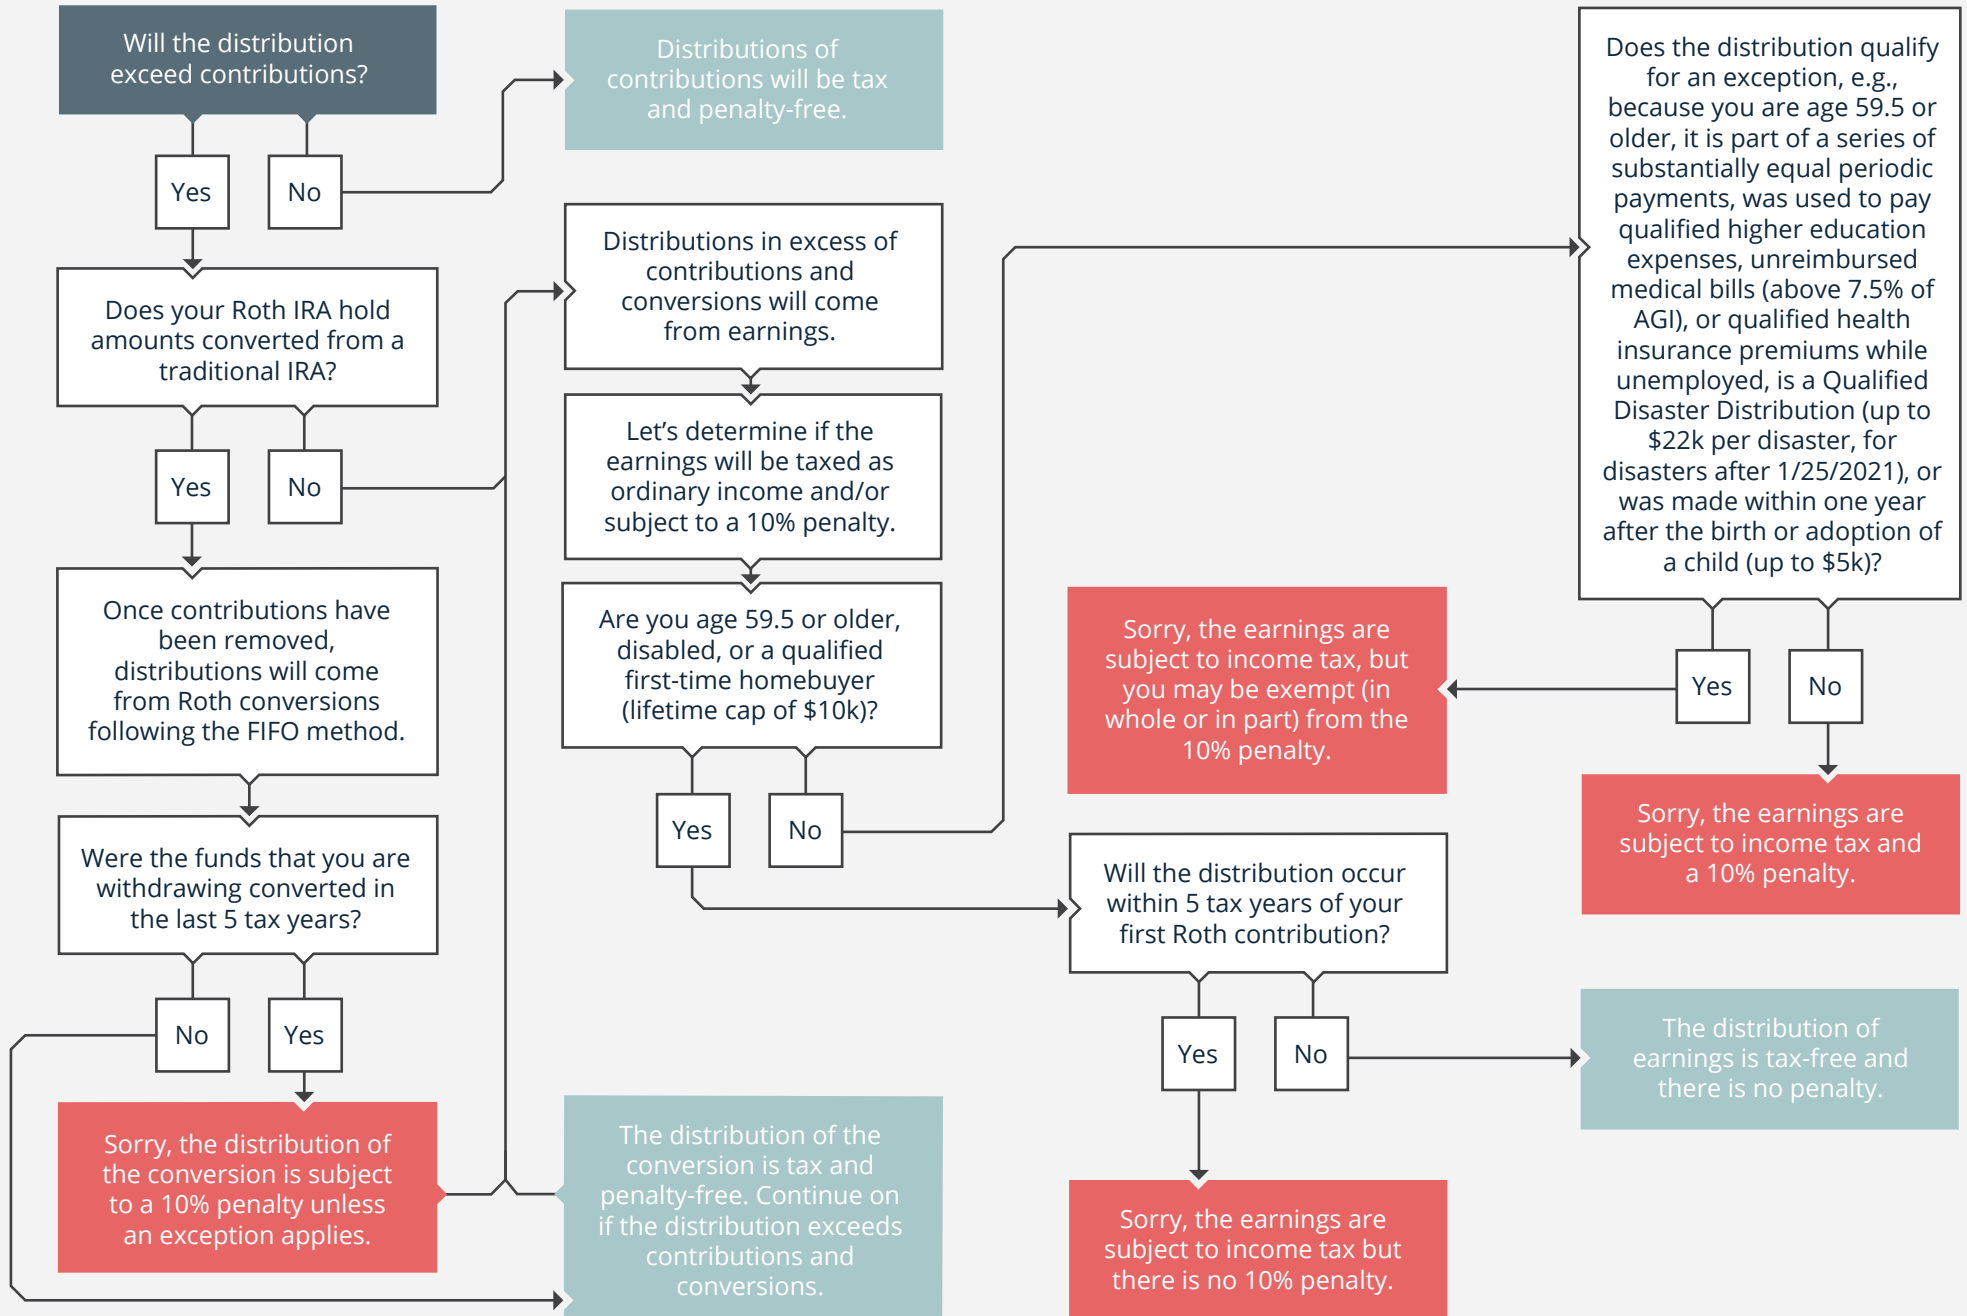 Will the distribution
exceed contributions?
Yes
No
Does your Roth IRA hold
amounts converted from a
traditional IRA?
Yes
No
Once contributions have
been removed,
distributions will come
from Roth conversions
following the FIFO method.
Were the funds that you are
withdrawing converted in
the last 5 tax years?
No
Yes
Sorry, the distribution of
the conversion is subject
to a 10% penalty unless
an exception applies.
Distributions of
contributions will be tax
and penalty-free.
Distributions in excess of
contributions and
conversions will come
from earnings.
Let’s determine if the
earnings will be taxed as
ordinary income and/or
subject to a 10% penalty.
Are you age 59.5 or older,
disabled, or a qualified
first-time homebuyer
(lifetime cap of $10k)?
Yes
No
The distribution of the
conversion is tax and
penalty-free. Continue on
if the distribution exceeds
contributions and
conversions.
Sorry, the earnings are
subject to income tax, but
you may be exempt (in
whole or in part) from the
10% penalty.
Will the distribution occur
within 5 tax years of your
first Roth contribution?
Yes
No
Sorry, the earnings are
subject to income tax but
there is no 10% penalty.
Does the distribution qualify
for an exception, e.g.,
because you are age 59.5 or
older, it is part of a series of
substantially equal periodic
payments, was used to pay
qualified higher education
expenses, unreimbursed
medical bills (above 7.5% of
AGI), or qualified health
insurance premiums while
unemployed, is a Qualified
Disaster Distribution (up to
$22k per disaster, for
disasters after 1/25/2021), or
was made within one year
after the birth or adoption of
a child (up to $5k)?
Yes
No
Sorry, the earnings are
subject to income tax and
a 10% penalty.
The distribution of
earnings is tax-free and
there is no penalty.